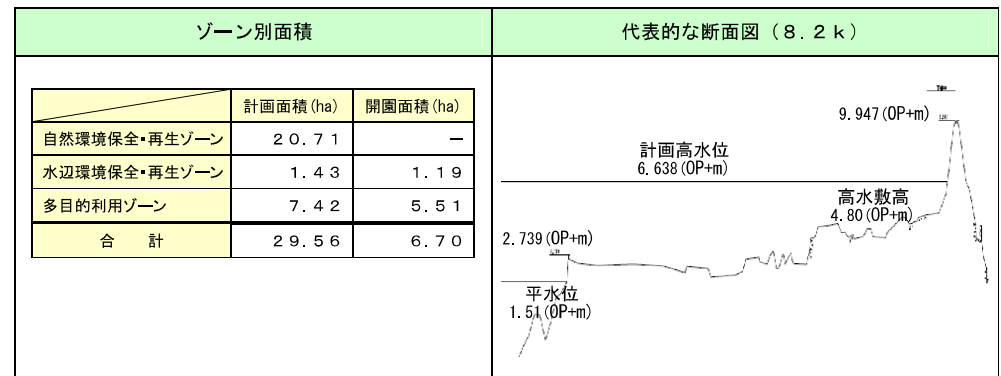 ゾーン別面積
代表的な断面図（８．２ｋ）
計画面積(ha) 開園面積(ha)
自然環境保全・再生ゾーン ２０．７１ －
水辺環境保全・再生ゾーン １．４３ １．１９
多目的利用ゾーン ７．４２ ５．５１
合　計 ２９．５６ ６．７０
9.947(OP+m)
計画高水位
6.638(OP+m)
高水敷高
4.80(OP+m)
2.739(OP+m)
平水位
1.51(OP+m)